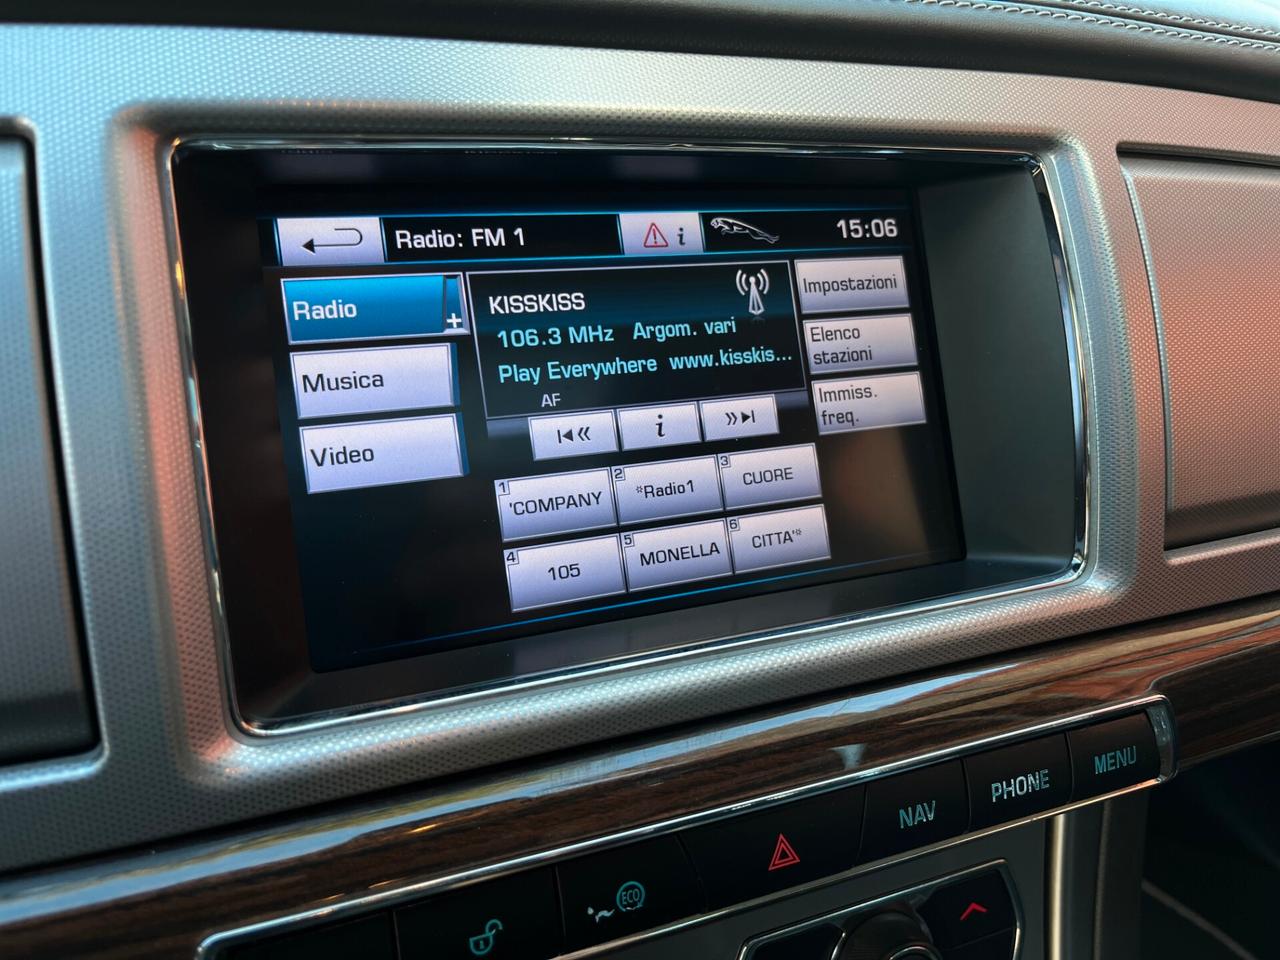 Radio: FM 1
i
15:06
Radio
+
Musica
Video
KISSKISS
106.3 MHz Argom. vari
Play Everywhere www.kisskis...
AF
i
Impostazioni
Elenco
stazioni
Immiss.
freq.
1 'COMPANY
2 *Radio1
3 CUORE
4 105
5 MONELLA
6 CITTA'*
ECO
NAV
PHONE
MENU